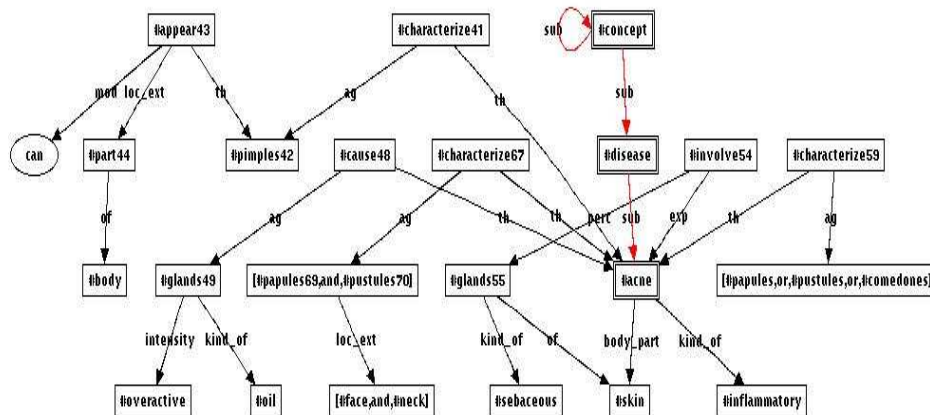 #appear43 #characterize41 sub #concept
mod loc_ext th ag th sub
can #part44 #pimples42 #cause48 #characterize67 #disease #involve54 #characterize59
of ag ag th th perc sub exp th ag
#body #glands49 [#papules69,and,#pustules70] #glands55 #acne [#papules,or,#pustules,or,#comedones]
intensity kind_of loc_ext kind_of of body_part kind_of
#overactive #oil [#face,and,#neck] #sebaceous #skin #inflammatory